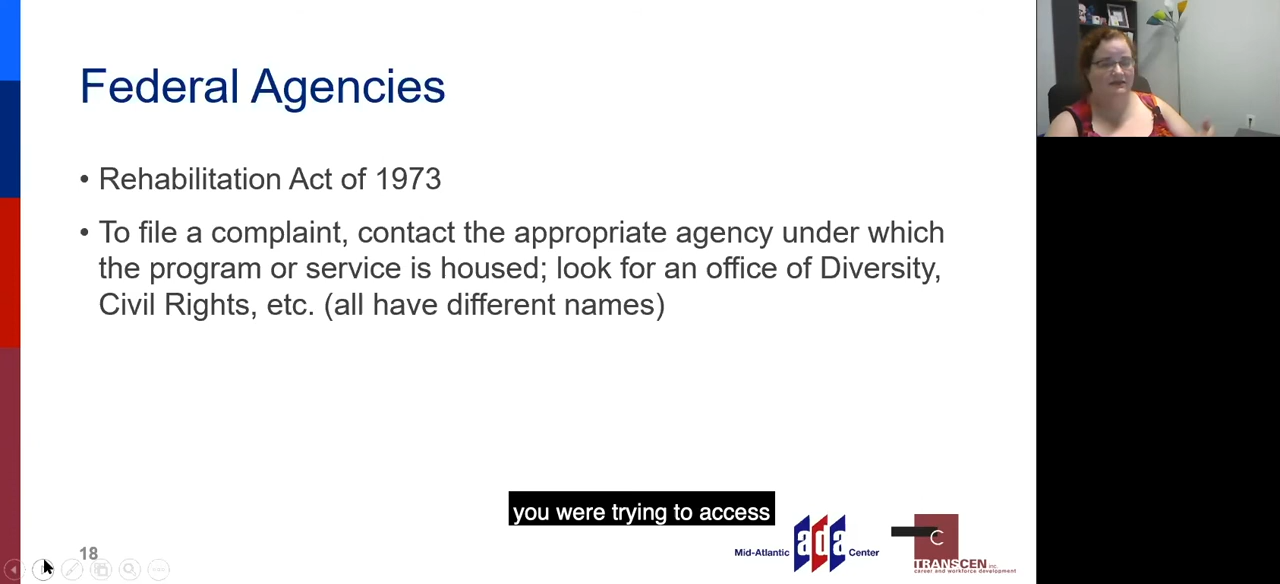 Federal Agencies
• Rehabilitation Act of 1973
• To file a complaint, contact the appropriate agency under which
the program or service is housed; look for an office of Diversity,
Civil Rights, etc. (all have different names)
you were trying to access
Mid-Atlantic ada Center
C
TRANSCEN inc.
career and workforce development
18